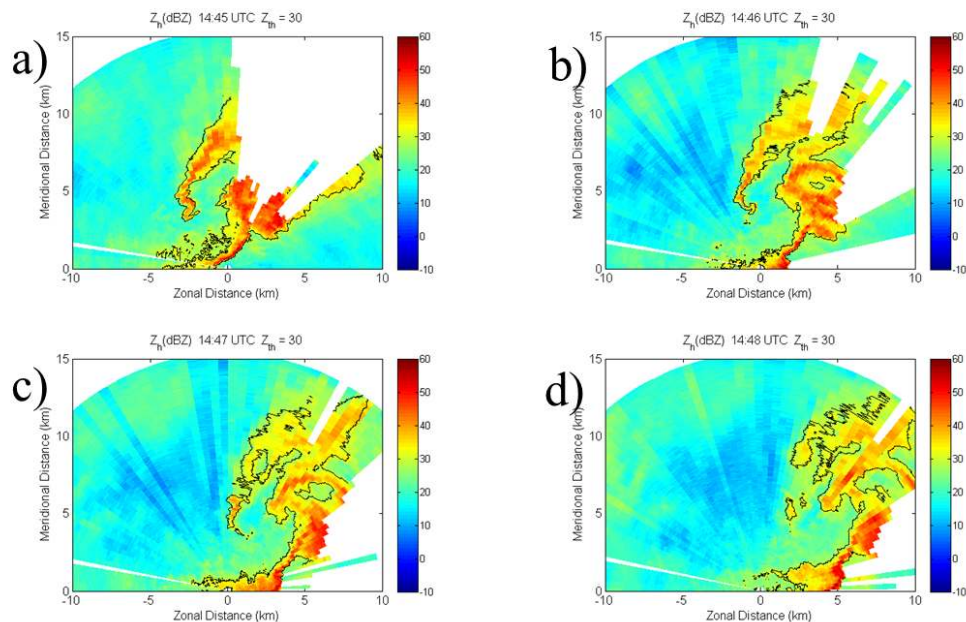 Z_h(dBZ) 14:45 UTC Z_th = 30
a)
15
10
5
0
Meridional Distance (km)
-10 -5 0 5 10
Zonal Distance (km)
60
50
40
30
20
10
0
-10
Z_h(dBZ) 14:46 UTC Z_th = 30
b)
15
10
5
0
Meridional Distance (km)
-10 -5 0 5 10
Zonal Distance (km)
60
50
40
30
20
10
0
-10
Z_h(dBZ) 14:47 UTC Z_th = 30
c)
15
10
5
0
Meridional Distance (km)
-10 -5 0 5 10
Zonal Distance (km)
60
50
40
30
20
10
0
-10
Z_h(dBZ) 14:48 UTC Z_th = 30
d)
15
10
5
0
Meridional Distance (km)
-10 -5 0 5 10
Zonal Distance (km)
60
50
40
30
20
10
0
-10